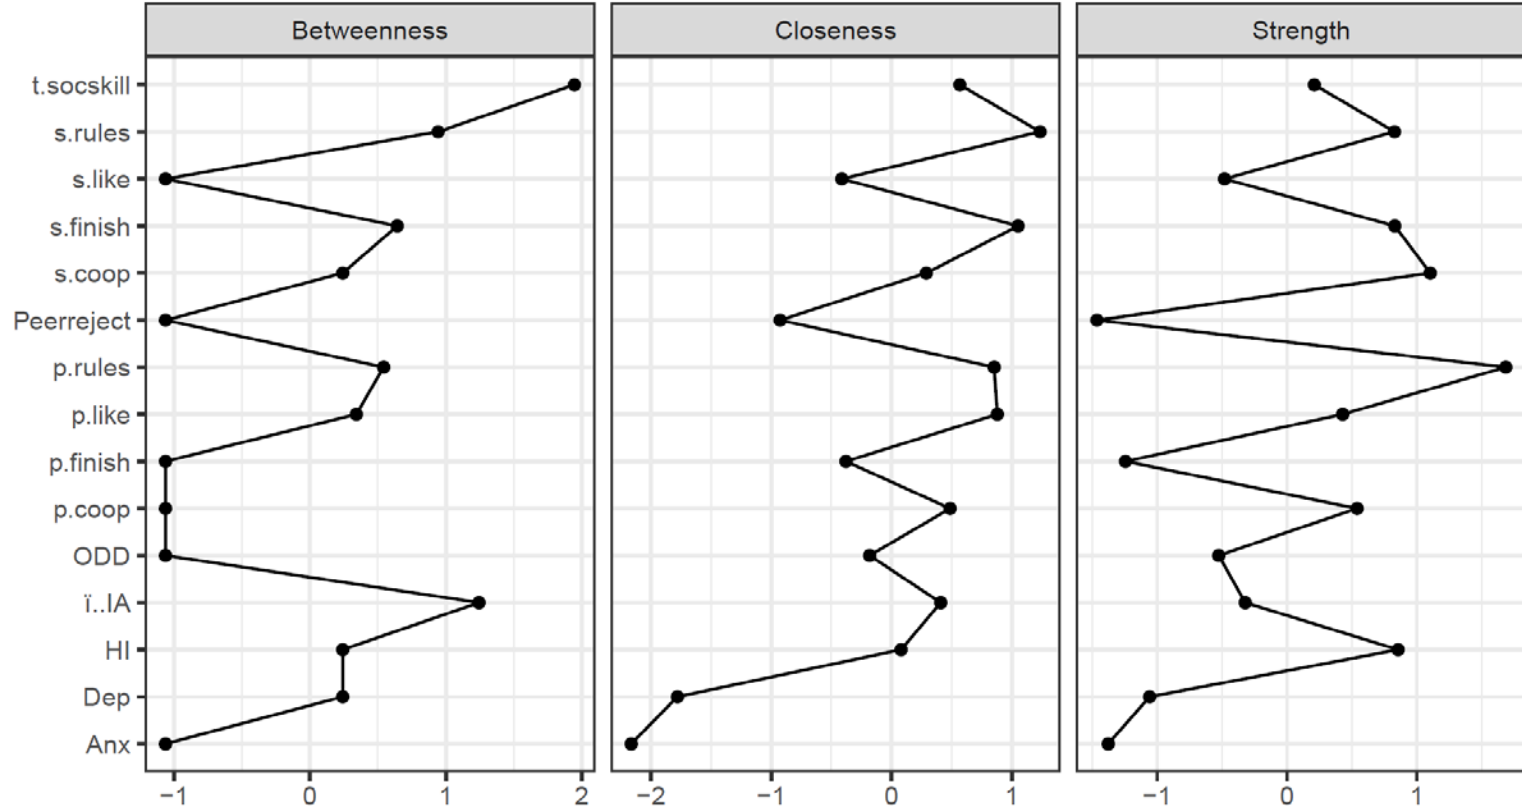 Betweenness Closeness Strength
t.socskill
s.rules
s.like
s.finish
s.coop
Peerreject
p.rules
p.like
p.finish
p.coop
ODD
ï..IA
HI
Dep
Anx
−1 0 1 2 −2 −1 0 1 −1 0 1